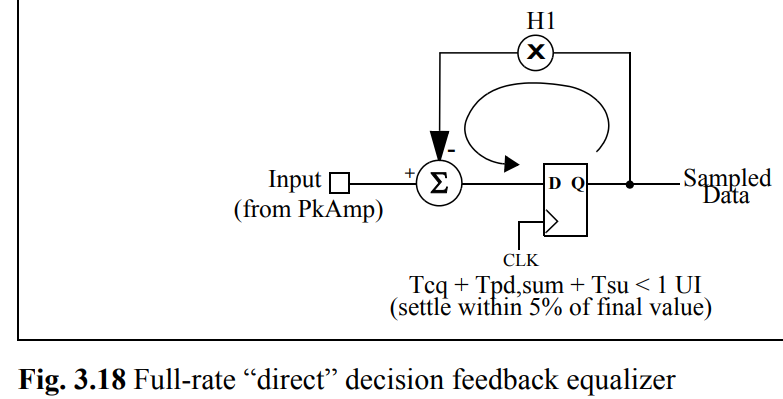 H1
X
-
+
Σ
Input
(from PkAmp)
D Q
Sampled
Data
CLK
Tcq + Tpd,sum + Tsu < 1 UI
(settle within 5% of final value)
Fig. 3.18 Full-rate “direct” decision feedback equalizer